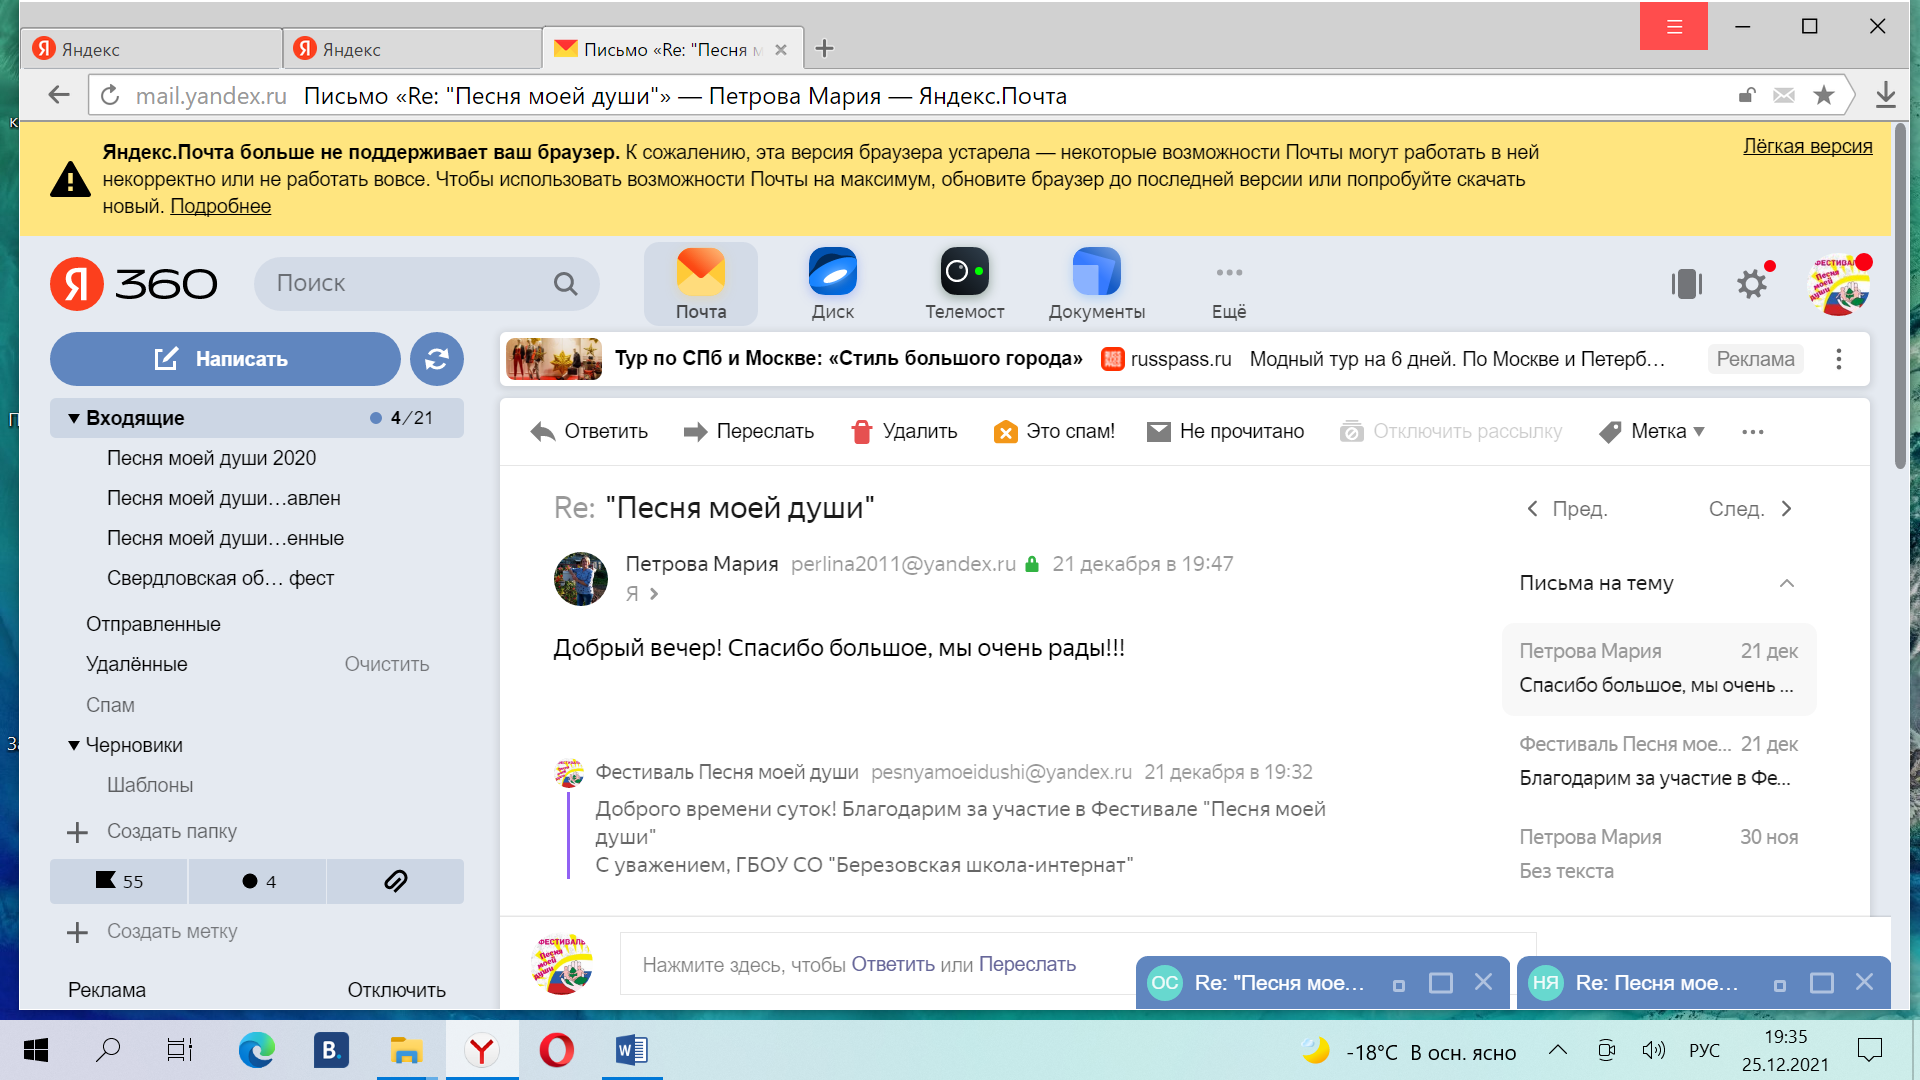 Яндекс
Яндекс
Письмо «Re: "Песня м
mail.yandex.ru Письмо «Re: "Песня моей души"» — Петрова Мария — Яндекс.Почта
Яндекс.Почта больше не поддерживает ваш браузер. К сожалению, эта версия браузера устарела — некоторые возможности Почты могут работать в ней
некорректно или не работать вовсе. Чтобы использовать возможности Почты на максимум, обновите браузер до последней версии или попробуйте скачать
новый. Подробнее
Лёгкая версия
Я 360
Поиск
Почта
Диск
Телемост
Документы
Ещё
Написать
Тур по СПб и Москве: «Стиль большого города» russpass.ru Модный тур на 6 дней. По Москве и Петерб... Реклама
Входящие 4/21
Песня моей души 2020
Песня моей души...авлен
Песня моей души...енные
Свердловская об... фест
Отправленные
Удалённые Очистить
Спам
Черновики
Шаблоны
Создать папку
55 4
Создать метку
Реклама Отключить
Ответить Переслать Удалить Это спам! Не прочитано Отключить рассылку Метка
Re: "Песня моей души"
Пред. След.
Петрова Мария perlina2011@yandex.ru 21 декабря в 19:47
Я
Добрый вечер! Спасибо большое, мы очень рады!!!
Фестиваль Песня моей души pesnyamoeidushi@yandex.ru 21 декабря в 19:32
Доброго времени суток! Благодарим за участие в Фестивале "Песня моей
души"
С уважением, ГБОУ СО "Березовская школа-интернат"
Письма на тему
Петрова Мария 21 дек
Спасибо большое, мы очень ...
Фестиваль Песня мое... 21 дек
Благодарим за участие в Фе...
Петрова Мария 30 ноя
Без текста
ФЕСТИВАЛЬ
Песня
моей
души
Нажмите здесь, чтобы Ответить или Переслать
ОС Re: "Песня мое...
НЯ Re: Песня мое...
B.
-18°C В осн. ясно
РУС
19:35
25.12.2021